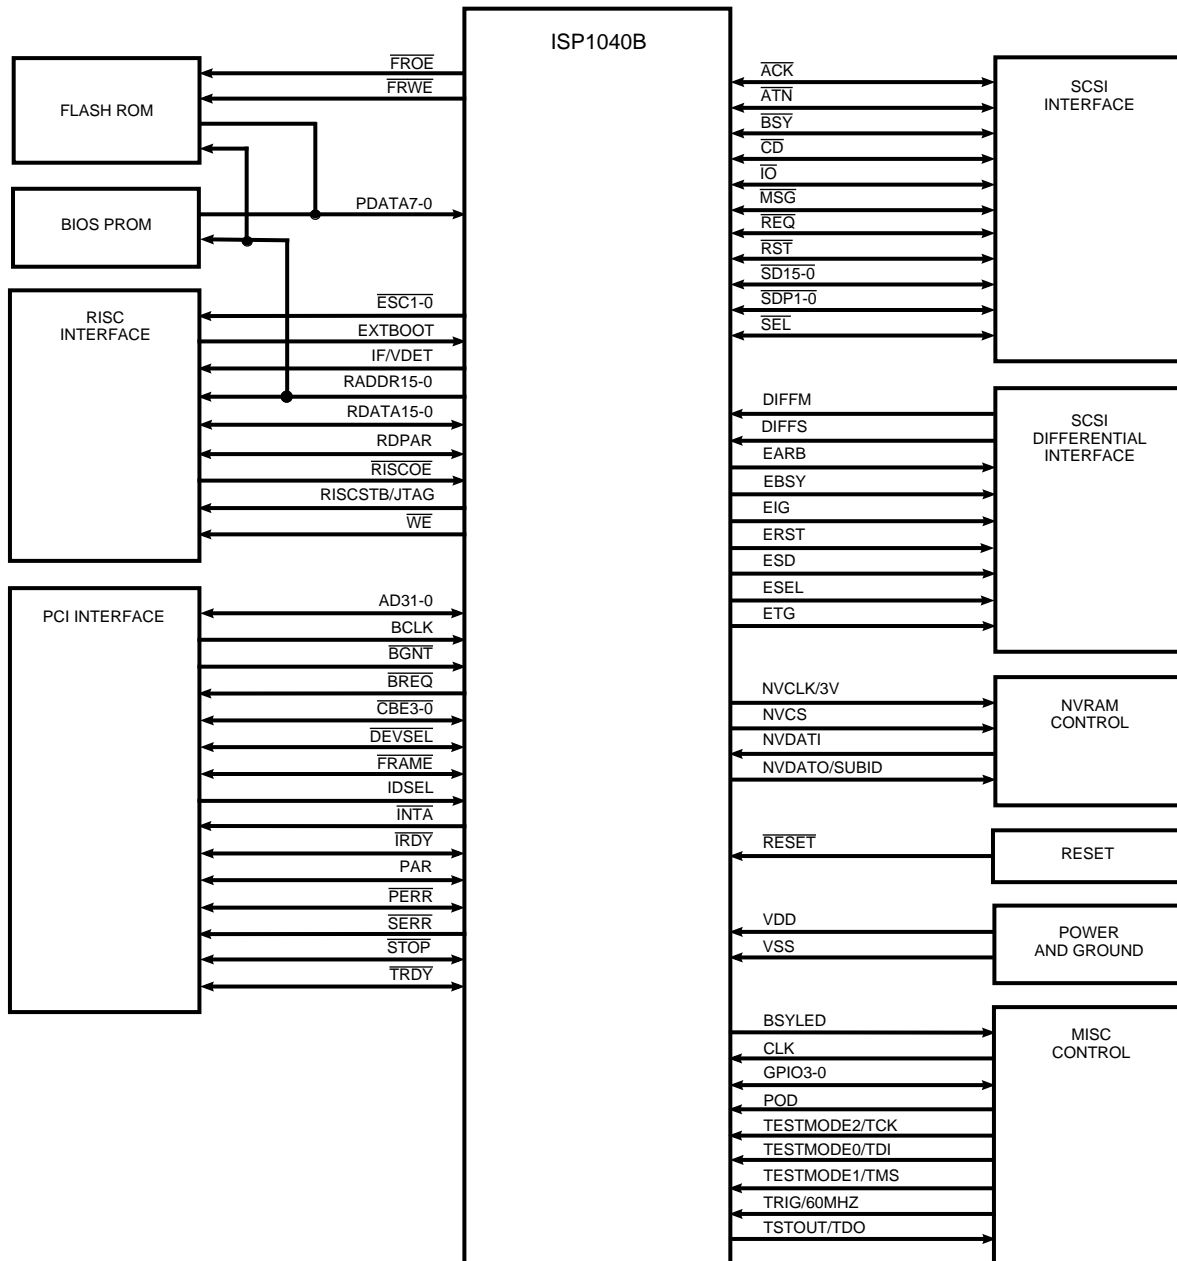 ISP1040B
FLASH ROM
FROE
FRWE
BIOS PROM
PDATA7-0
RISC
INTERFACE
ESC1-0
EXTBOOT
IF/VDET
RADDR15-0
RDATA15-0
RDPAR
RISCOE
RISCSTB/JTAG
WE
PCI INTERFACE
AD31-0
BCLK
BGNT
BREQ
CBE3-0
DEVSEL
FRAME
IDSEL
INTA
IRDY
PAR
PERR
SERR
STOP
TRDY
ACK
ATN
BSY
CD
IO
MSG
REQ
RST
SD15-0
SDP1-0
SEL
SCSI
INTERFACE
DIFFM
DIFFS
EARB
EBSY
EIG
ERST
ESD
ESEL
ETG
SCSI
DIFFERENTIAL
INTERFACE
NVCLK/3V
NVCS
NVDATI
NVDATO/SUBID
NVRAM
CONTROL
RESET
RESET
VDD
VSS
POWER
AND GROUND
BSYLED
CLK
GPIO3-0
POD
TESTMODE2/TCK
TESTMODE0/TDI
TESTMODE1/TMS
TRIG/60MHZ
TSTOUT/TDO
MISC
CONTROL